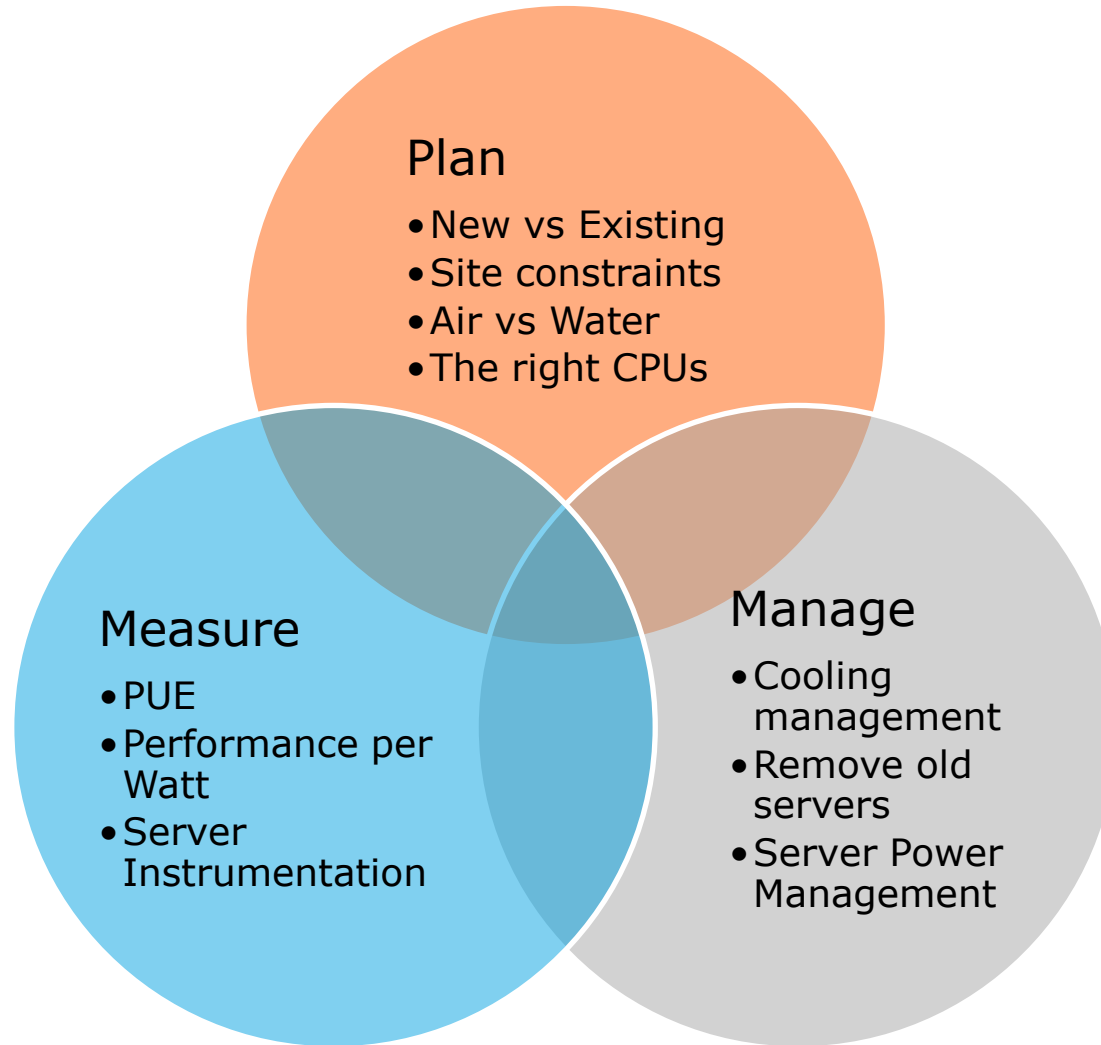 Plan
•New vs Existing
•Site constraints
•Air vs Water
•The right CPUs
Measure
•PUE
•Performance per
Watt
•Server
Instrumentation
Manage
•Cooling
management
•Remove old
servers
•Server Power
Management